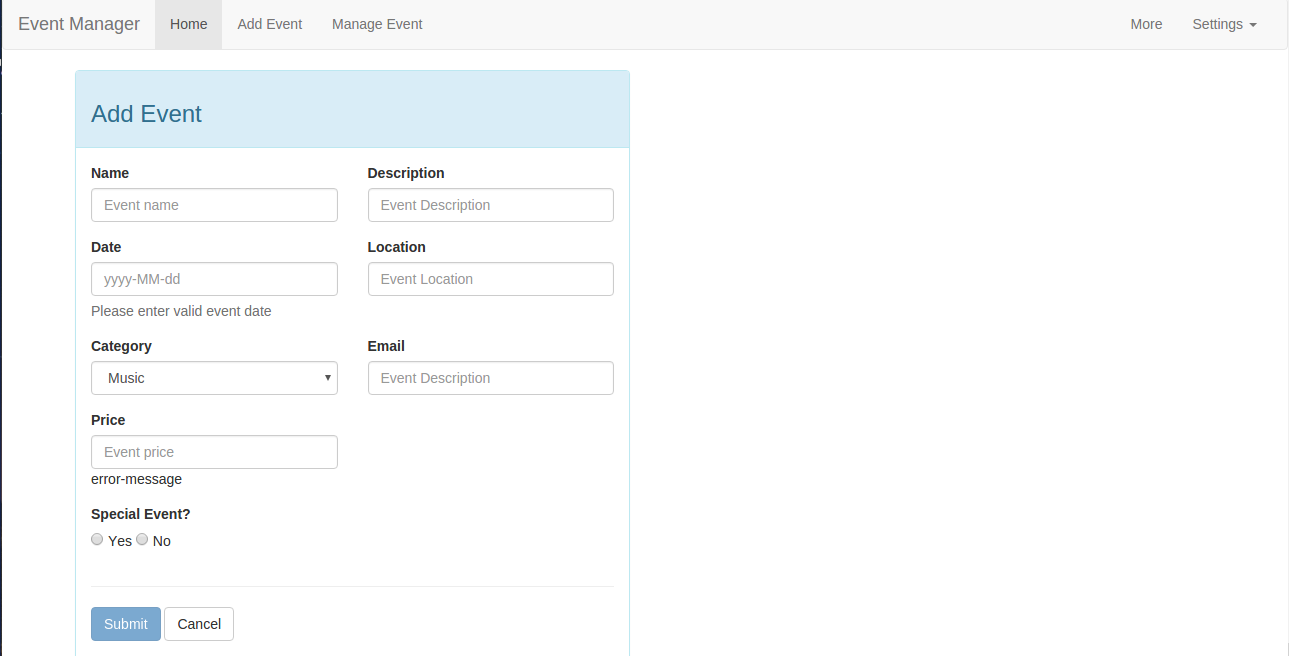 Event Manager Home Add Event Manage Event More Settings
Add Event
Name Description
Event name Event Description
Date Location
yyyy-MM-dd Event Location
Please enter valid event date
Category Email
Music Event Description
Price
Event price
error-message
Special Event?
Yes No
Submit Cancel